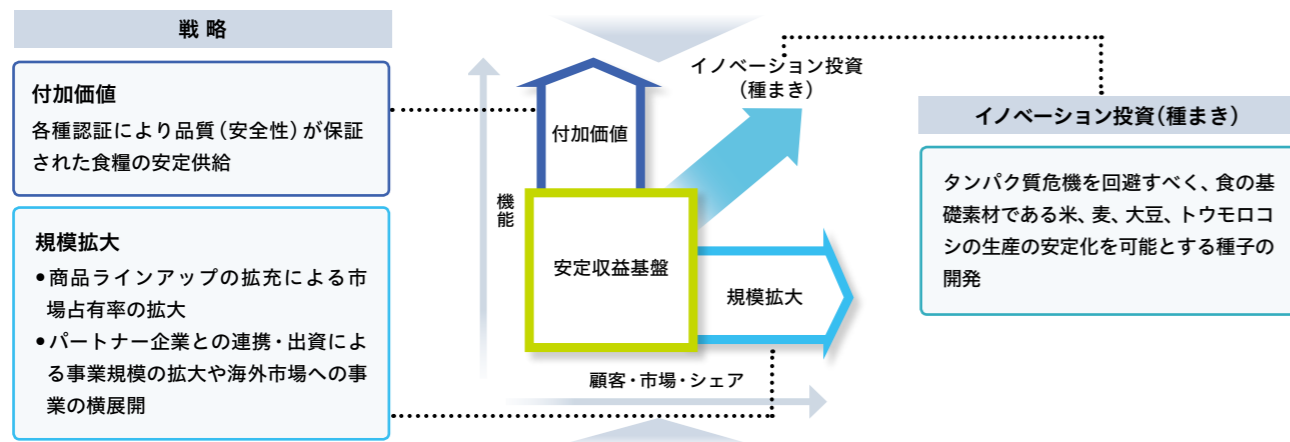 戦略
付加価値
各種認証により品質（安全性）が保証
された食糧の安定供給
規模拡大
•商品ラインアップの拡充による市
場占有率の拡大
•パートナー企業との連携・出資によ
る事業規模の拡大や海外市場への事
業の横展開
機能
付加価値
イノベーション投資
（種まき）
安定収益基盤
規模拡大
顧客・市場・シェア
イノベーション投資（種まき）
タンパク質危機を回避すべく、食の基
礎素材である米、麦、大豆、トウモロコ
シの生産の安定化を可能とする種子の
開発